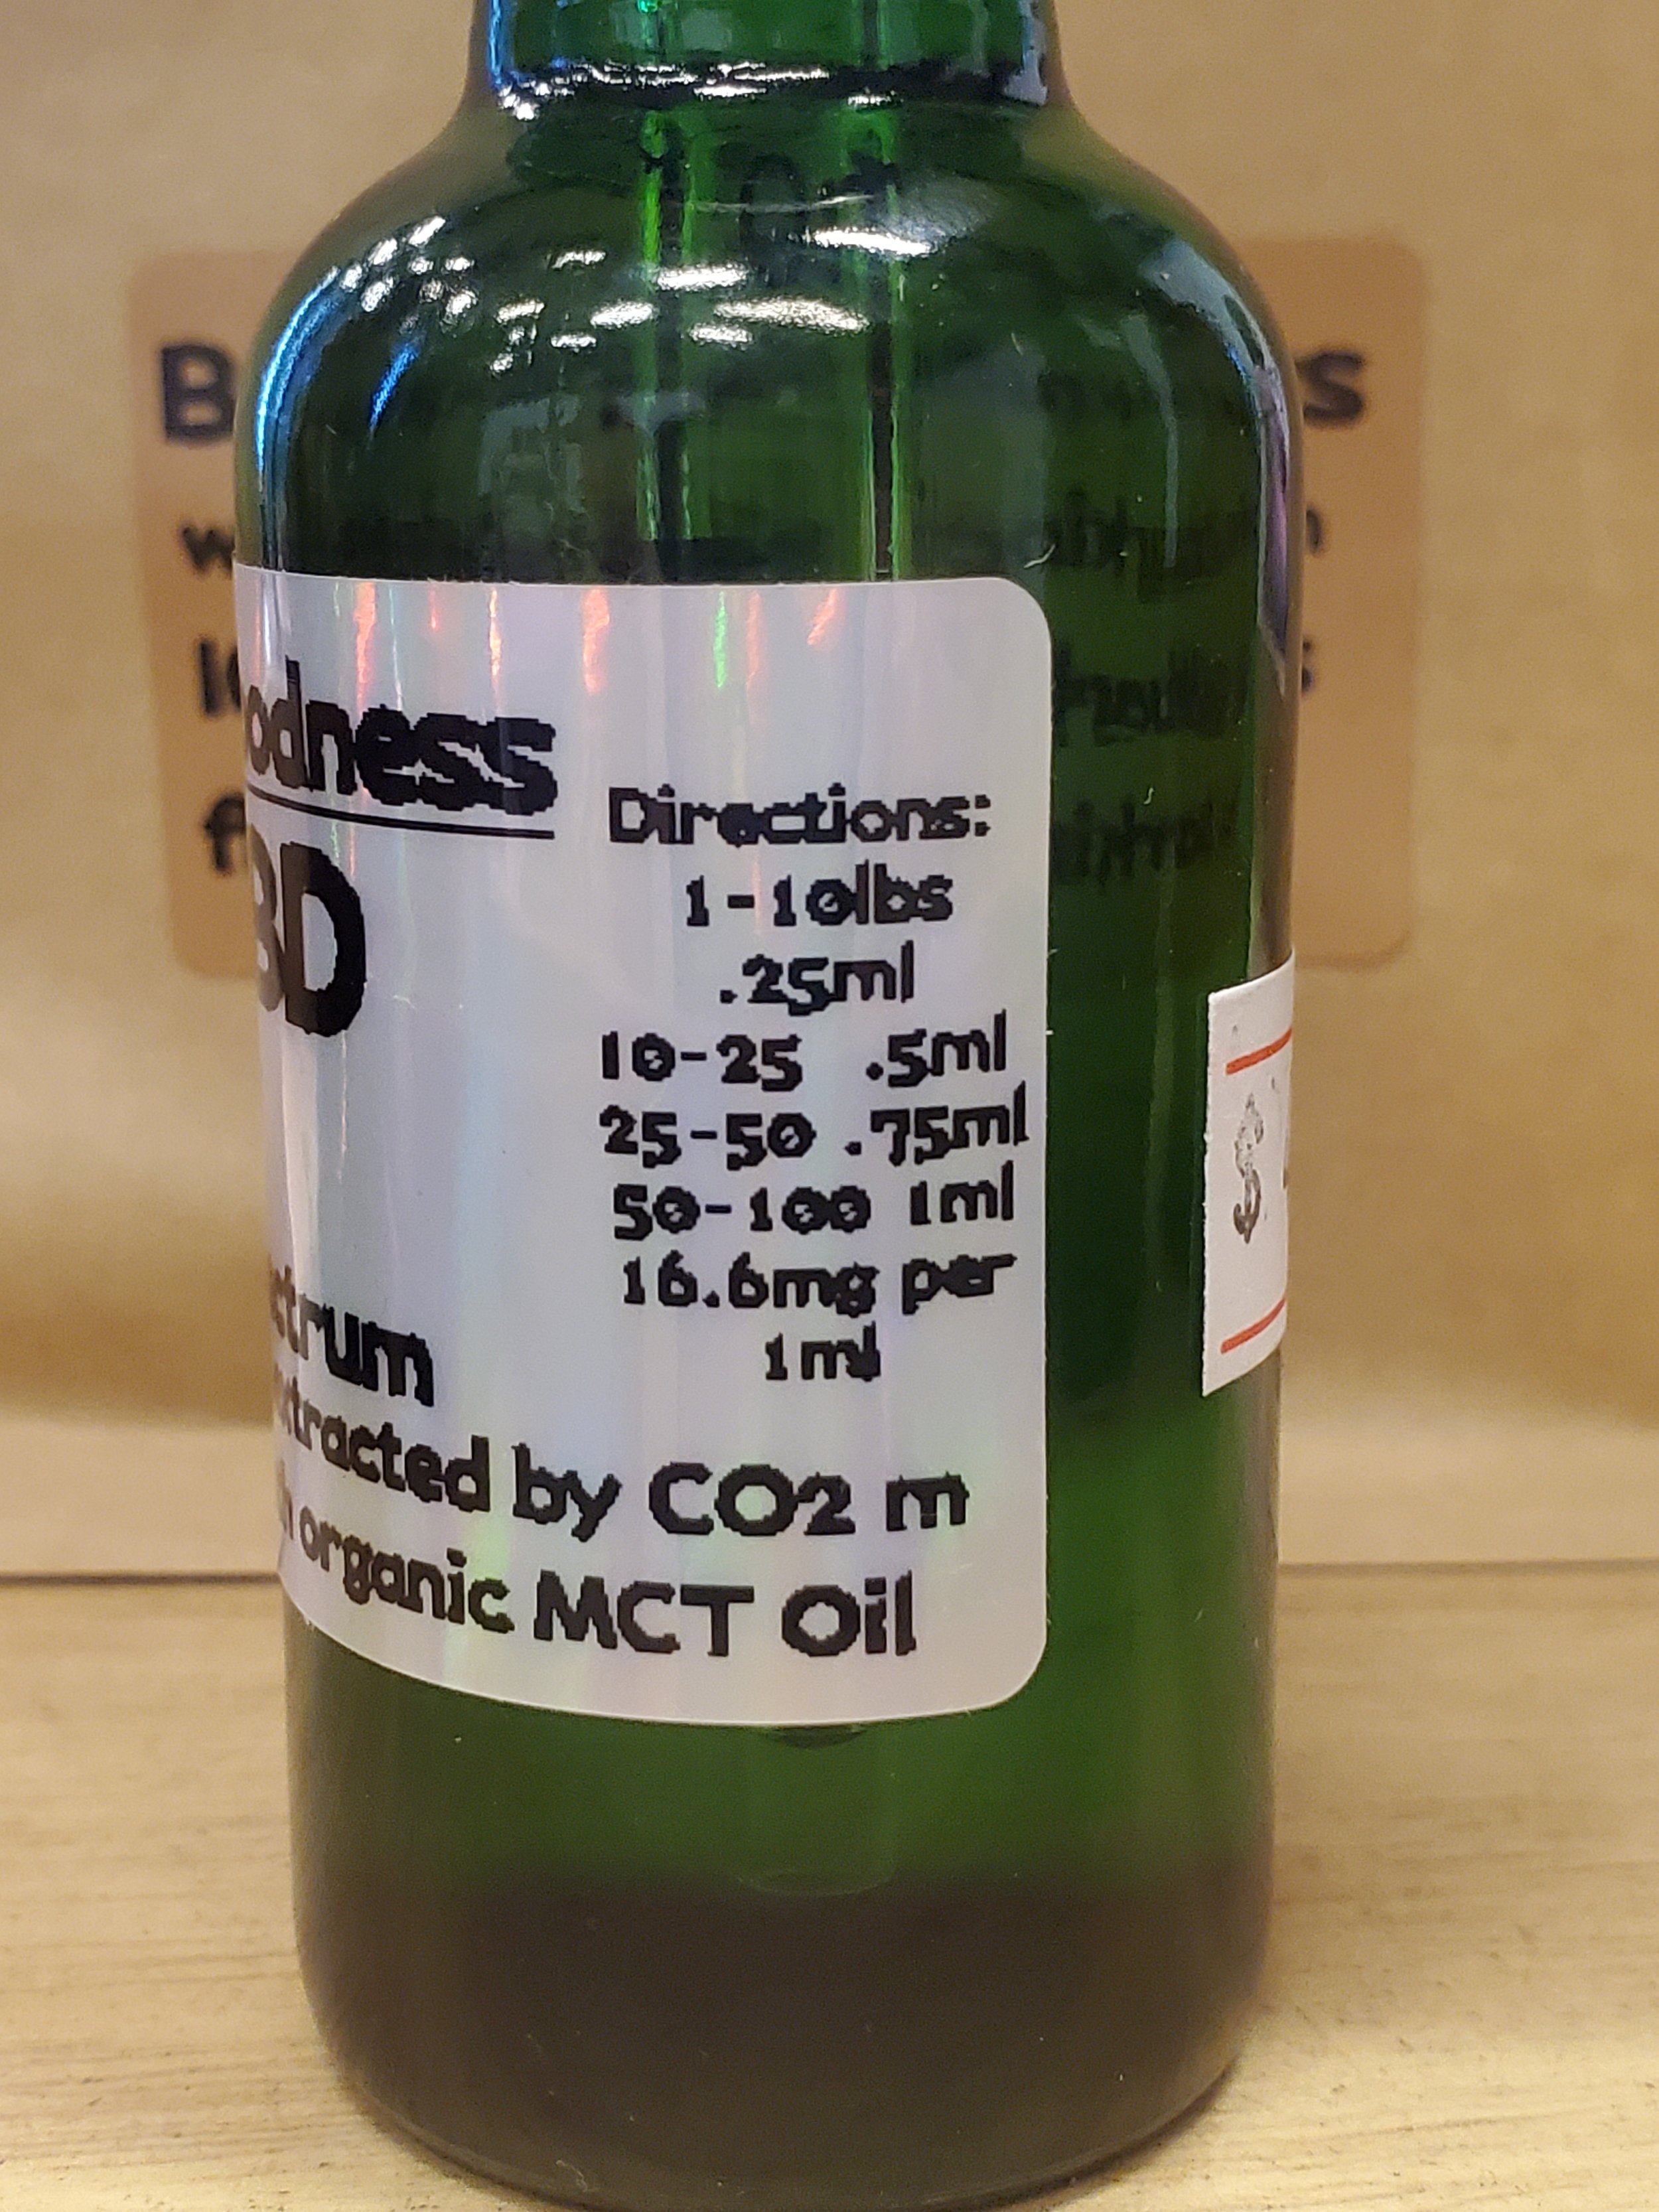 odness
BD
Directions:
1-10lbs
.25ml
10-25 .5ml
25-50 .75ml
50-100 1ml
16.6mg per
1ml
ctrum
extracted by CO2 m
h organic MCT Oil
$